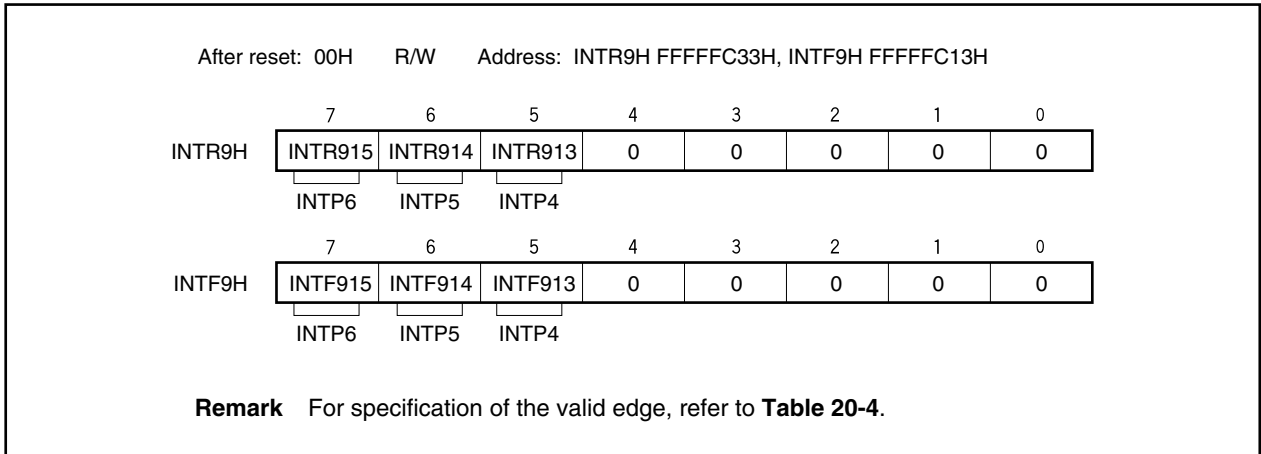 After reset: 00H R/W Address: INTR9H FFFFFC33H, INTF9H FFFFFC13H
7 6 5 4 3 2 1 0
INTR9H INTR915 INTR914 INTR913 0 0 0 0 0
INTP6 INTP5 INTP4
7 6 5 4 3 2 1 0
INTF9H INTF915 INTF914 INTF913 0 0 0 0 0
INTP6 INTP5 INTP4
Remark For specification of the valid edge, refer to Table 20-4.